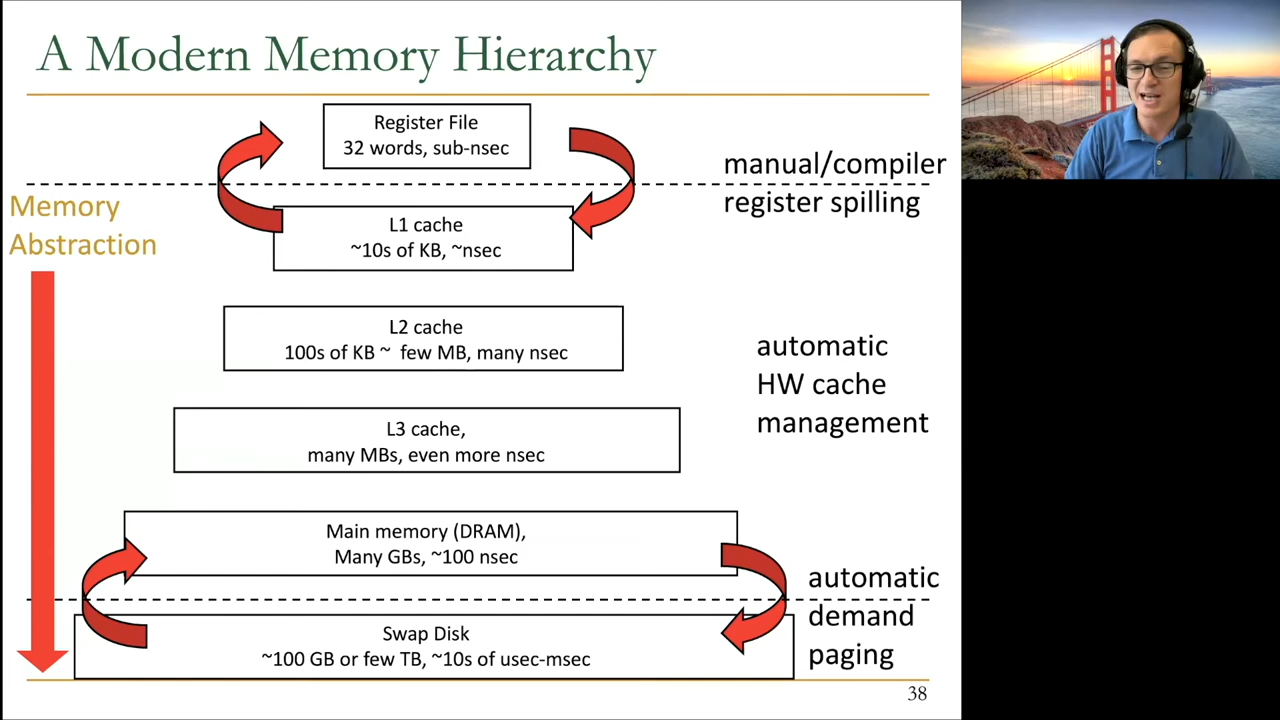 A Modern Memory Hierarchy
Register File
32 words, sub-nsec
manual/compiler
register spilling
Memory
Abstraction
L1 cache
~10s of KB, ~nsec
L2 cache
100s of KB ~ few MB, many nsec
automatic
HW cache
management
L3 cache,
many MBs, even more nsec
Main memory (DRAM),
Many GBs, ~100 nsec
automatic
demand
paging
Swap Disk
~100 GB or few TB, ~10s of usec-msec
38